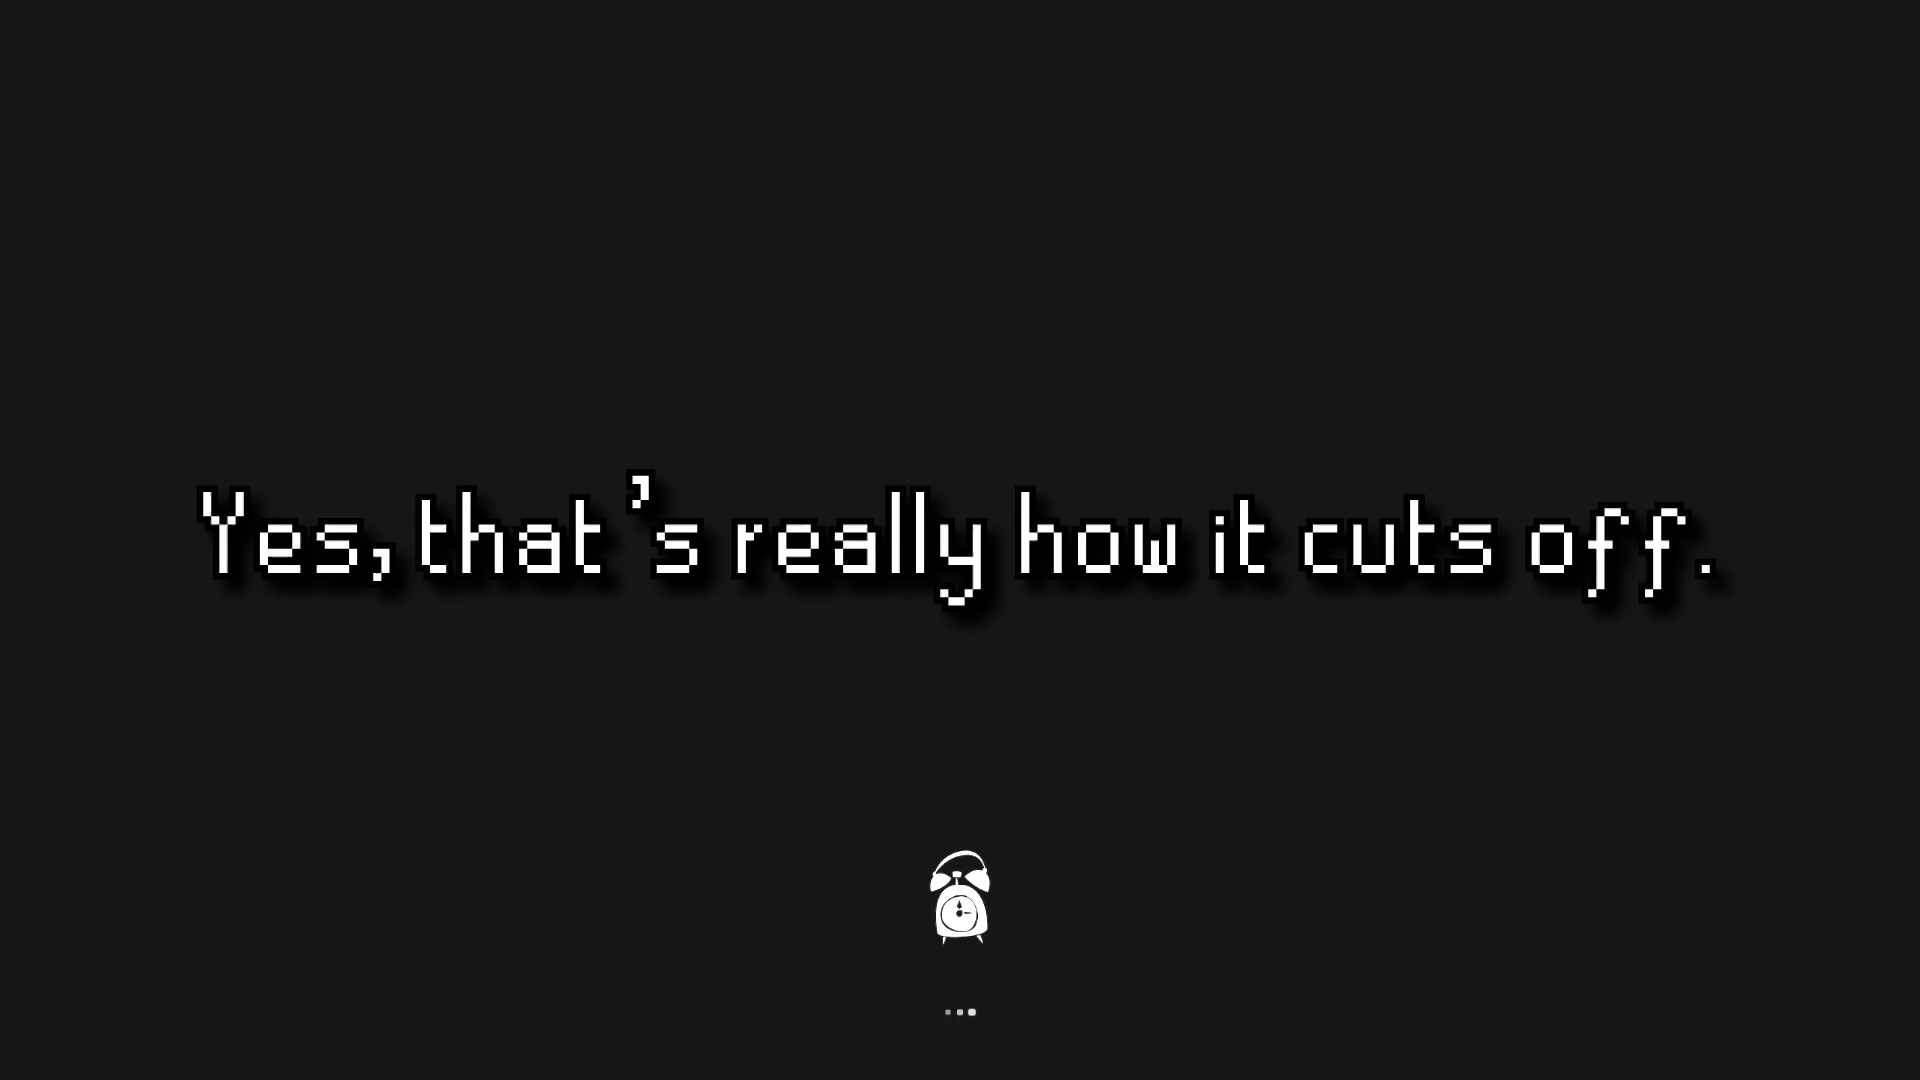 Yes, that's really how it cuts off.
...